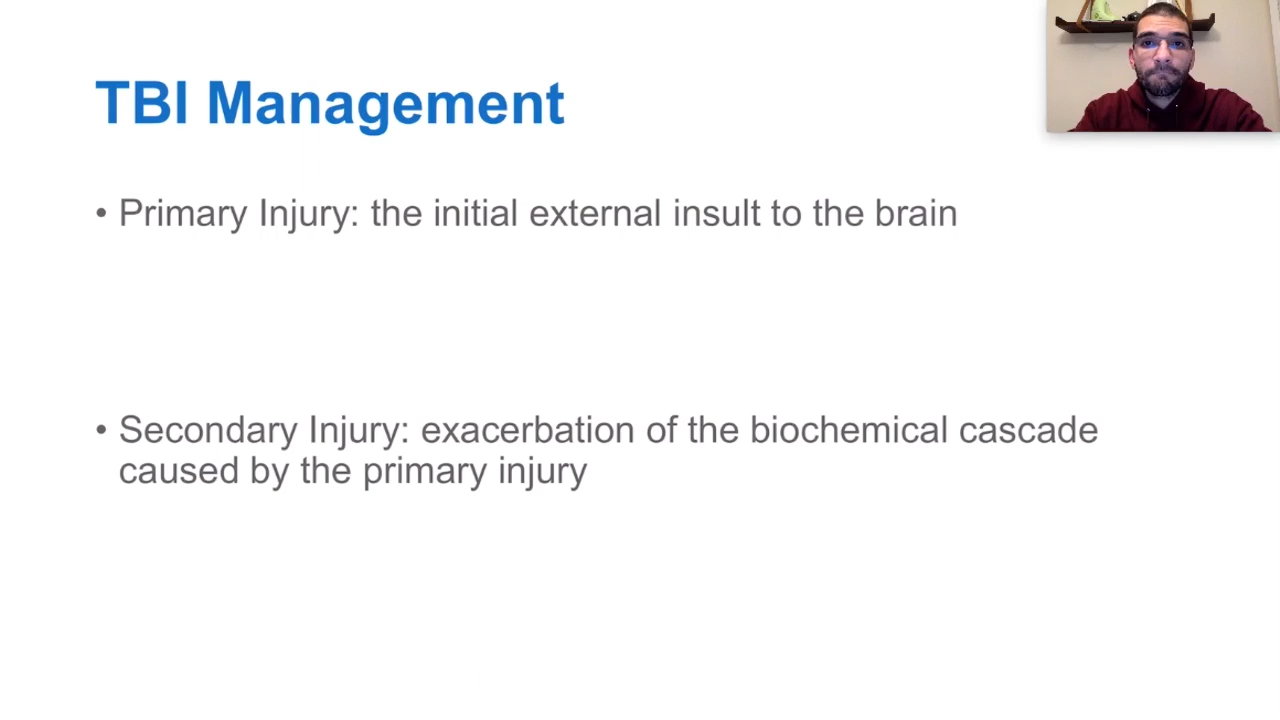 TBI Management
• Primary Injury: the initial external insult to the brain
• Secondary Injury: exacerbation of the biochemical cascade
caused by the primary injury